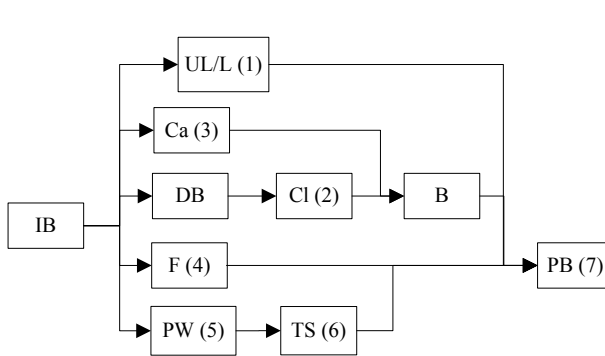 UL/L (1)
Ca (3)
DB
Cl (2)
B
IB
F (4)
PB (7)
PW (5)
TS (6)